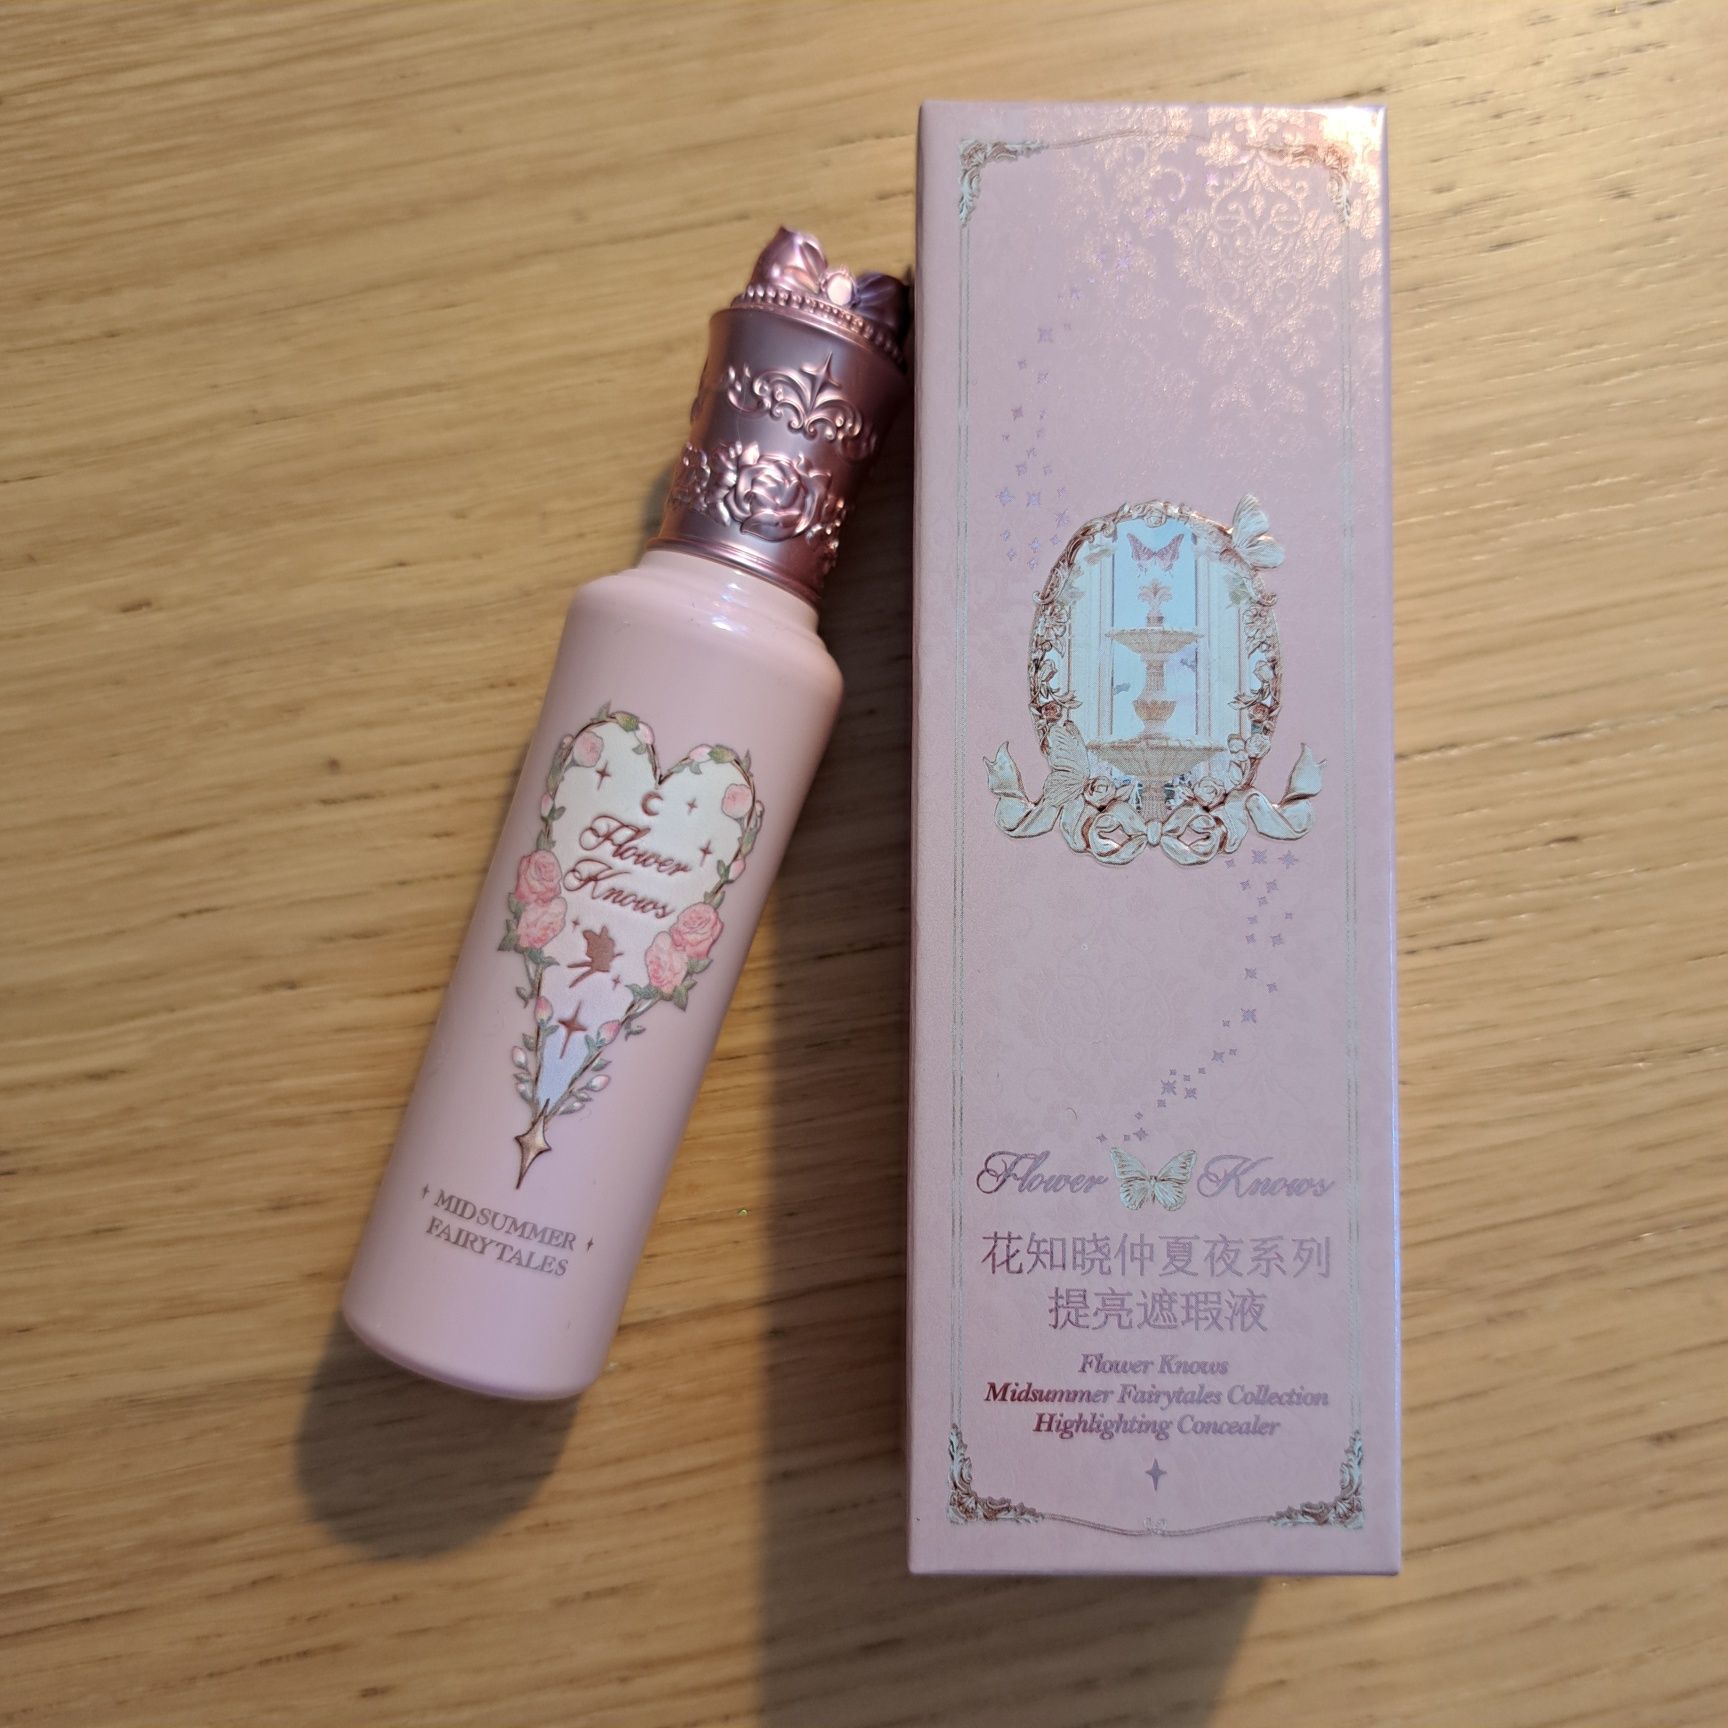 Flower
Knows
MIDSUMMER
FAIRYTALES
Flower Knows
花知晓仲夏夜系列
提亮遮瑕液
Flower Knows
Midsummer Fairytales Collection
Highlighting Concealer